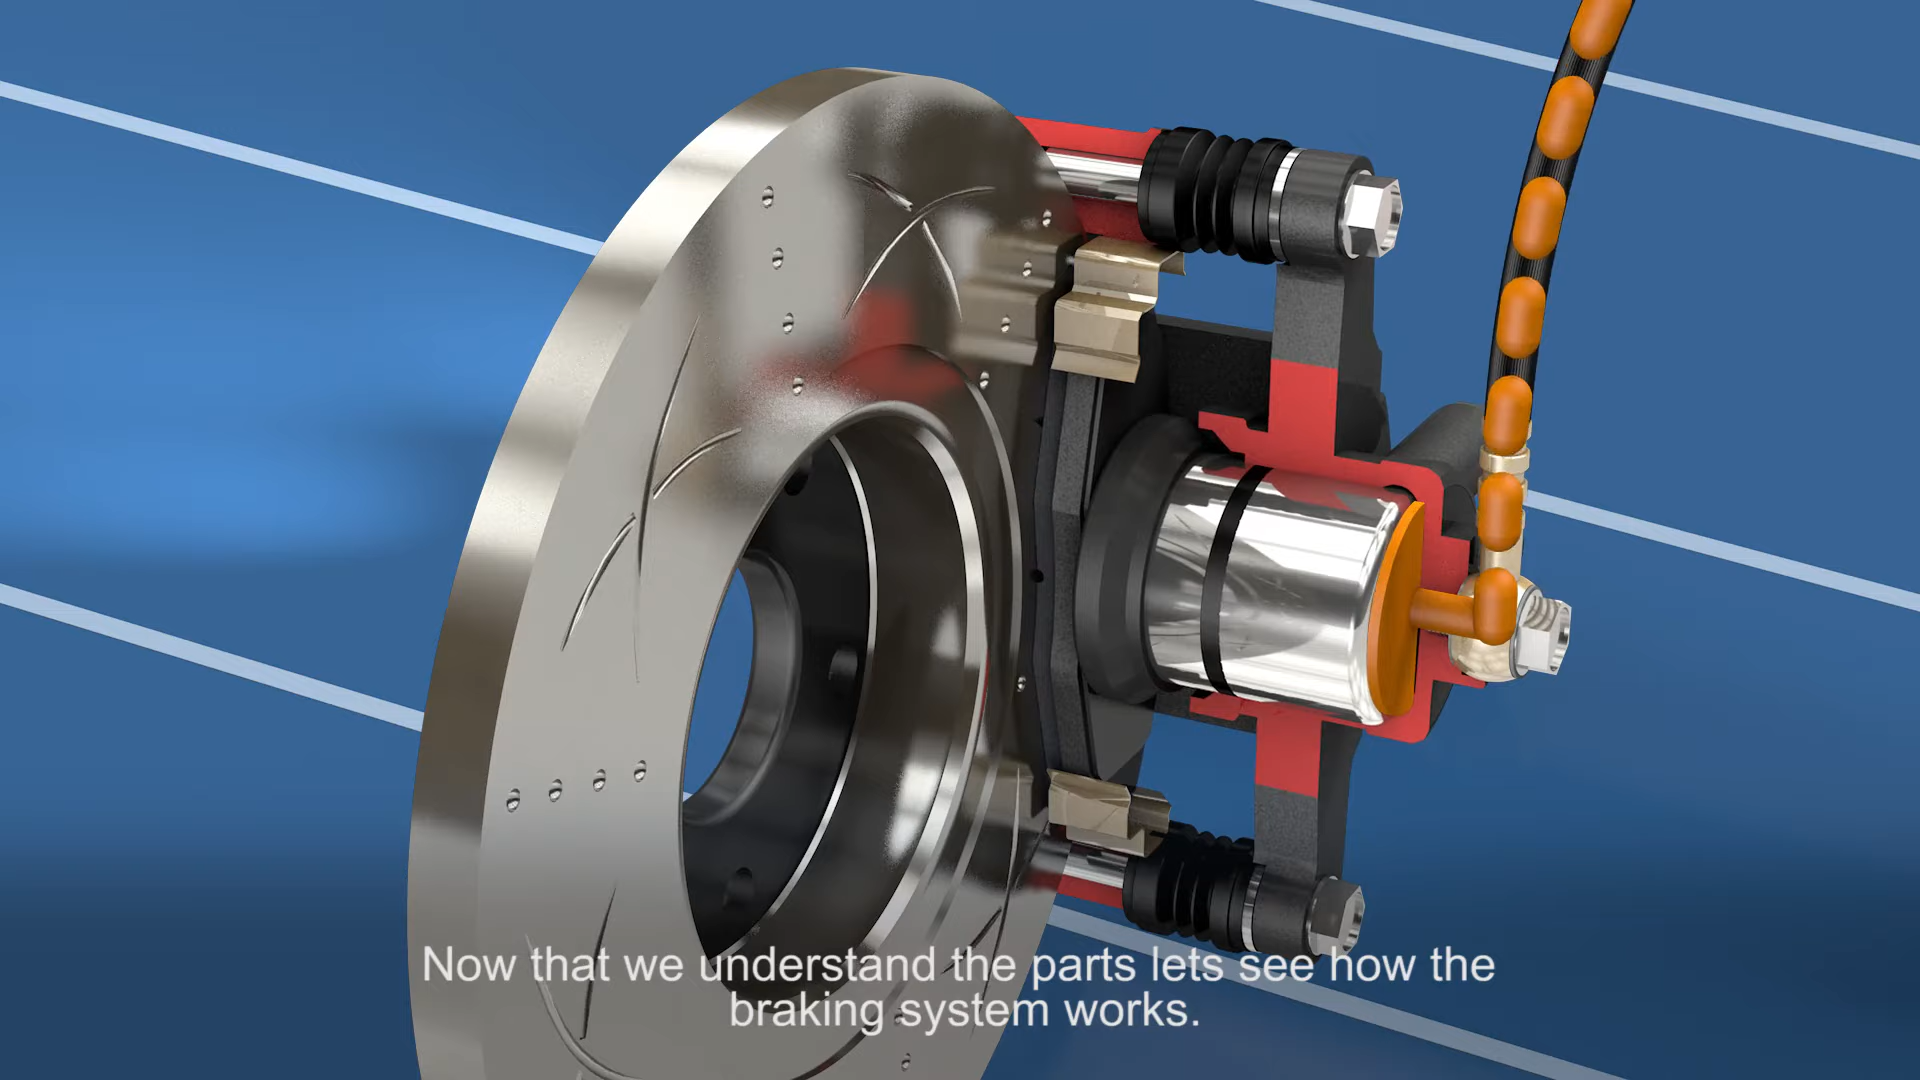 Now that we understand the parts lets see how the
braking system works.